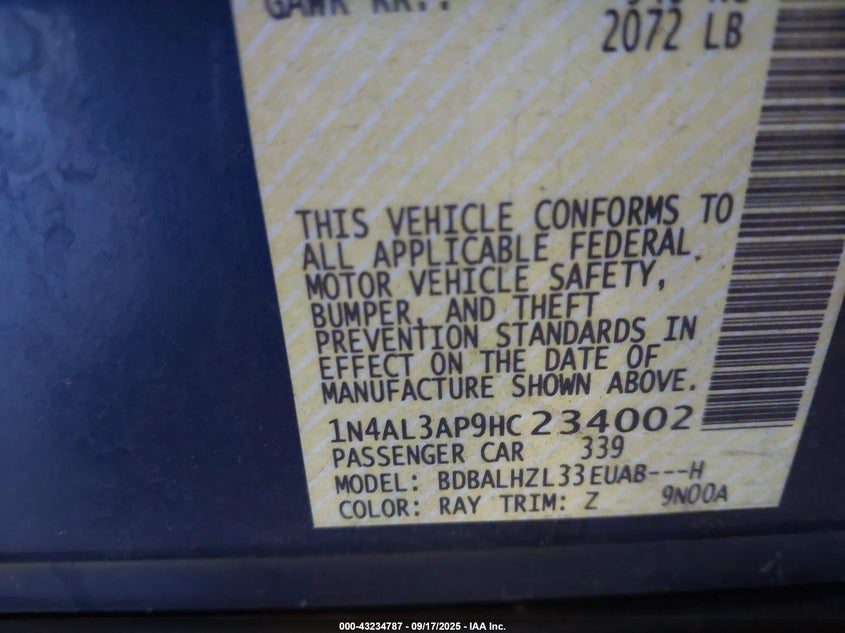 GAWR RR.:
2072 LB
THIS VEHICLE CONFORMS TO
ALL APPLICABLE FEDERAL
MOTOR VEHICLE SAFETY,
BUMPER, AND THEFT
PREVENTION STANDARDS IN
EFFECT ON THE DATE OF
MANUFACTURE SHOWN ABOVE.
1N4AL3AP9HC234002
PASSENGER CAR 339
MODEL: BDBALHZL33EUAB---H
COLOR: RAY TRIM: Z 9N00A
000-43234787 - 09/17/2025 - IAA Inc.